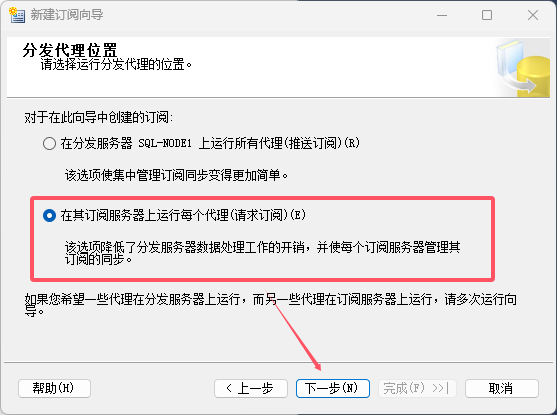 新建订阅向导
分发代理位置
请选择运行分发代理的位置。
对于在此向导中创建的订阅:
在分发服务器 SQL-NODE1 上运行所有代理(推送订阅)(R)
该选项使集中管理订阅同步变得更加简单。
在其订阅服务器上运行每个代理(请求订阅)(E)
该选项降低了分发服务器数据处理工作的开销，并使每个订阅服务器管理其
订阅的同步。
如果您希望一些代理在分发服务器上运行，而另一些代理在订阅服务器上运行，请多次运行向
导。
帮助(H)
< 上一步
下一步(N)
完成(F) >>|
取消